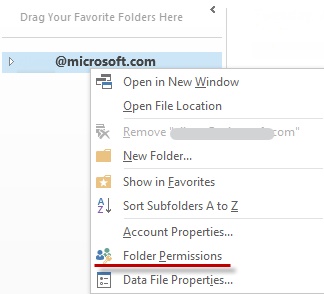 Drag Your Favorite Folders Here
@microsoft.com
Open in New Window
Open File Location
Remove " .com"
New Folder...
Show in Favorites
Sort Subfolders A to Z
Account Properties...
Folder Permissions
Data File Properties...